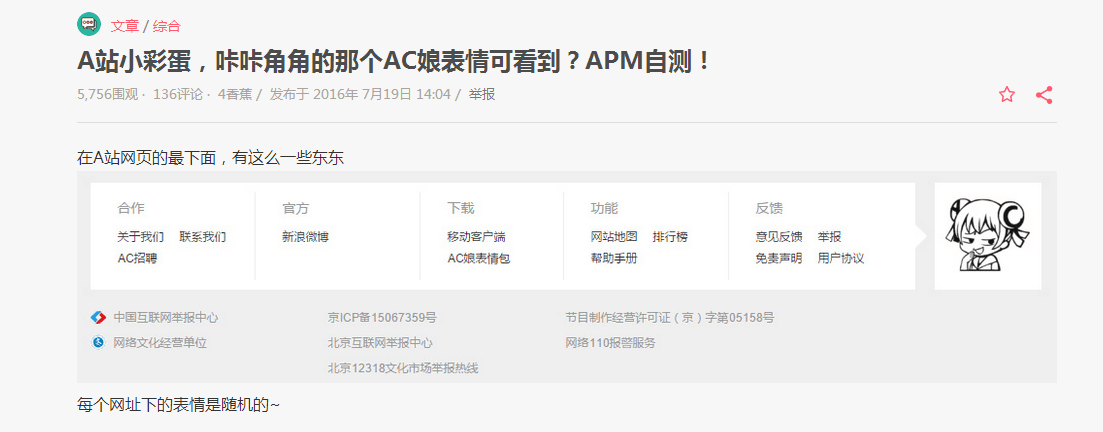 文章 / 综合
A站小彩蛋，咔咔角角的那个AC娘表情可看到？APM自测！
5,756围观 · 136评论 · 4香蕉 / 发布于 2016年 7月19日 14:04 / 举报
在A站网页的最下面，有这么一些东东
合作 官方 下载 功能 反馈
关于我们 联系我们 新浪微博 移动客户端 网站地图 排行榜 意见反馈 举报
AC招聘 AC娘表情包 帮助手册 免责声明 用户协议
中国互联网举报中心 京ICP备15067359号 节目制作经营许可证（京）字第05158号
网络文化经营单位 北京互联网举报中心 网络110报警服务
北京12318文化市场举报热线
每个网址下的表情是随机的~